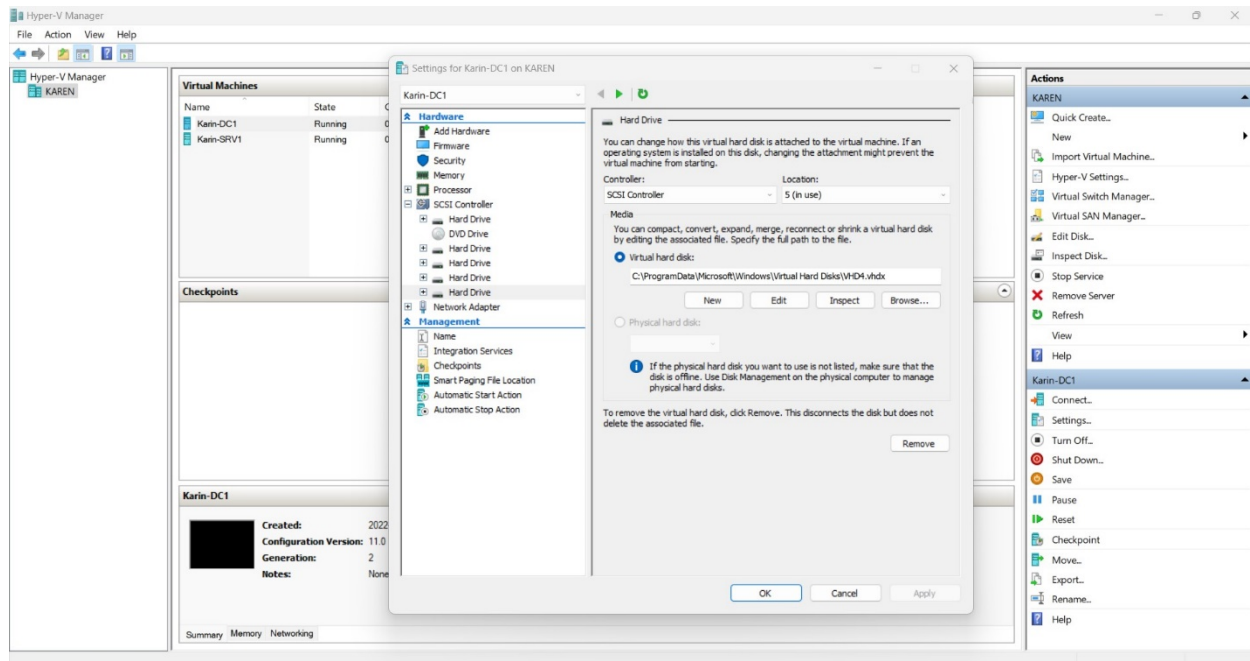 Hyper-V Manager
File Action View Help
Hyper-V Manager
KAREN
Virtual Machines
Name State C
Karin-DC1 Running 0
Karin-SRV1 Running 0
Checkpoints
Karin-DC1
Created: 2022
Configuration Version: 11.0
Generation: 2
Notes: None
Summary Memory Networking
Settings for Karin-DC1 on KAREN
Karin-DC1
Hardware
Add Hardware
Firmware
Security
Memory
Processor
SCSI Controller
Hard Drive
DVD Drive
Hard Drive
Hard Drive
Hard Drive
Hard Drive
Network Adapter
Management
Name
Integration Services
Checkpoints
Smart Paging File Location
Automatic Start Action
Automatic Stop Action
Hard Drive
You can change how this virtual hard disk is attached to the virtual machine. If an
operating system is installed on this disk, changing the attachment might prevent the
virtual machine from starting.
Controller: Location:
SCSI Controller 5 (in use)
Media
You can compact, convert, expand, merge, reconnect or shrink a virtual hard disk
by editing the associated file. Specify the full path to the file.
Virtual hard disk:
C:\ProgramData\Microsoft\Windows\Virtual Hard Disks\VHD4.vhdx
New Edit Inspect Browse...
Physical hard disk:
If the physical hard disk you want to use is not listed, make sure that the
disk is offline. Use Disk Management on the physical computer to manage
physical hard disks.
To remove the virtual hard disk, click Remove. This disconnects the disk but does not
delete the associated file.
Remove
OK Cancel Apply
Actions
KAREN
Quick Create...
New
Import Virtual Machine...
Hyper-V Settings...
Virtual Switch Manager...
Virtual SAN Manager...
Edit Disk...
Inspect Disk...
Stop Service
Remove Server
Refresh
View
Help
Karin-DC1
Connect...
Settings...
Turn Off...
Shut Down...
Save
Pause
Reset
Checkpoint
Move...
Export...
Rename...
Help